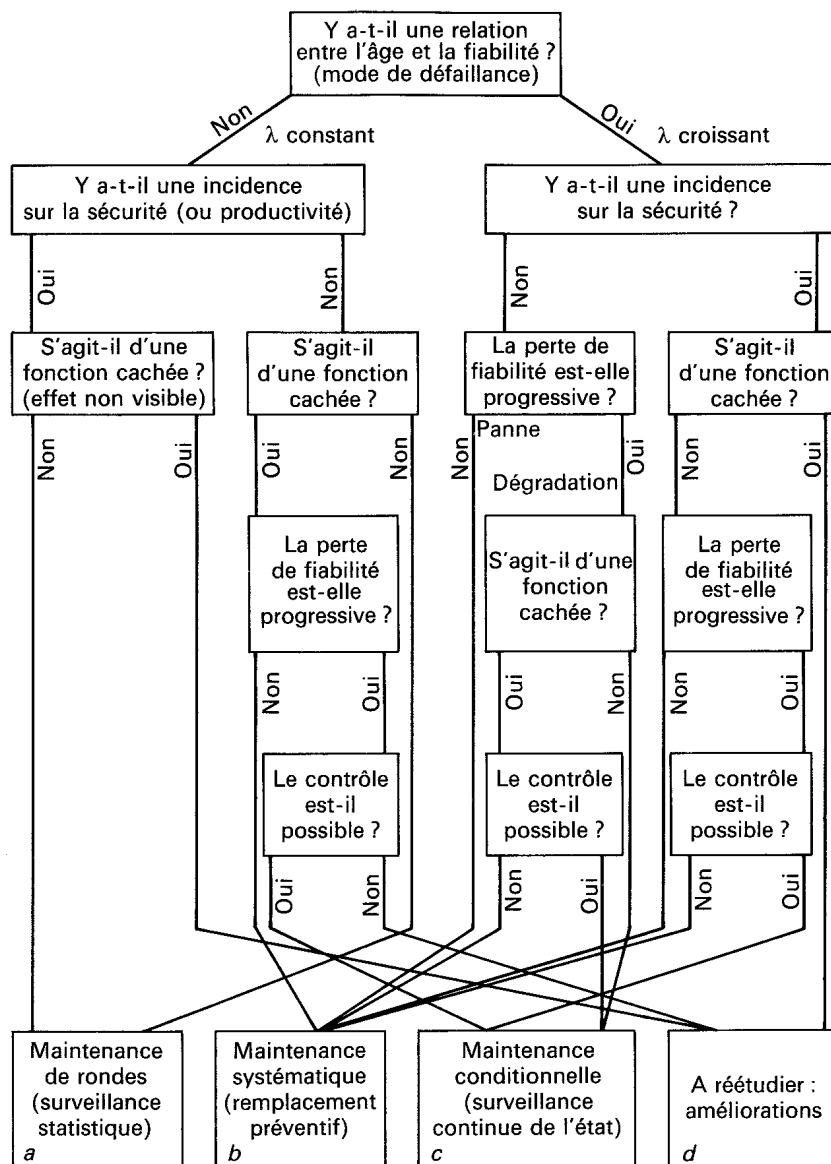 Y a-t-il une relation
entre l'âge et la fiabilité ?
(mode de défaillance)
Non
λ constant
Oui
λ croissant
Y a-t-il une incidence
sur la sécurité (ou productivité)
Y a-t-il une incidence
sur la sécurité ?
Oui
Non
Non
Oui
S'agit-il d'une
fonction cachée ?
(effet non visible)
S'agit-il
d'une fonction
cachée ?
La perte de
fiabilité est-elle
progressive ?
S'agit-il
d'une fonction
cachée ?
Non
Oui
Oui
Non
Non
Panne
Dégradation
Oui
Non
Oui
La perte
de fiabilité
est-elle
progressive ?
S'agit-il d'une
fonction
cachée ?
La perte
de fiabilité
est-elle
progressive ?
Non
Oui
Oui
Non
Non
Oui
Le contrôle
est-il
possible ?
Le contrôle
est-il
possible ?
Le contrôle
est-il
possible ?
Oui
Non
Non
Oui
Non
Oui
Maintenance
de rondes
(surveillance
statistique)
a
Maintenance
systématique
(remplacement
préventif)
b
Maintenance
conditionnelle
(surveillance
continue de l'état)
c
A réétudier :
améliorations
d